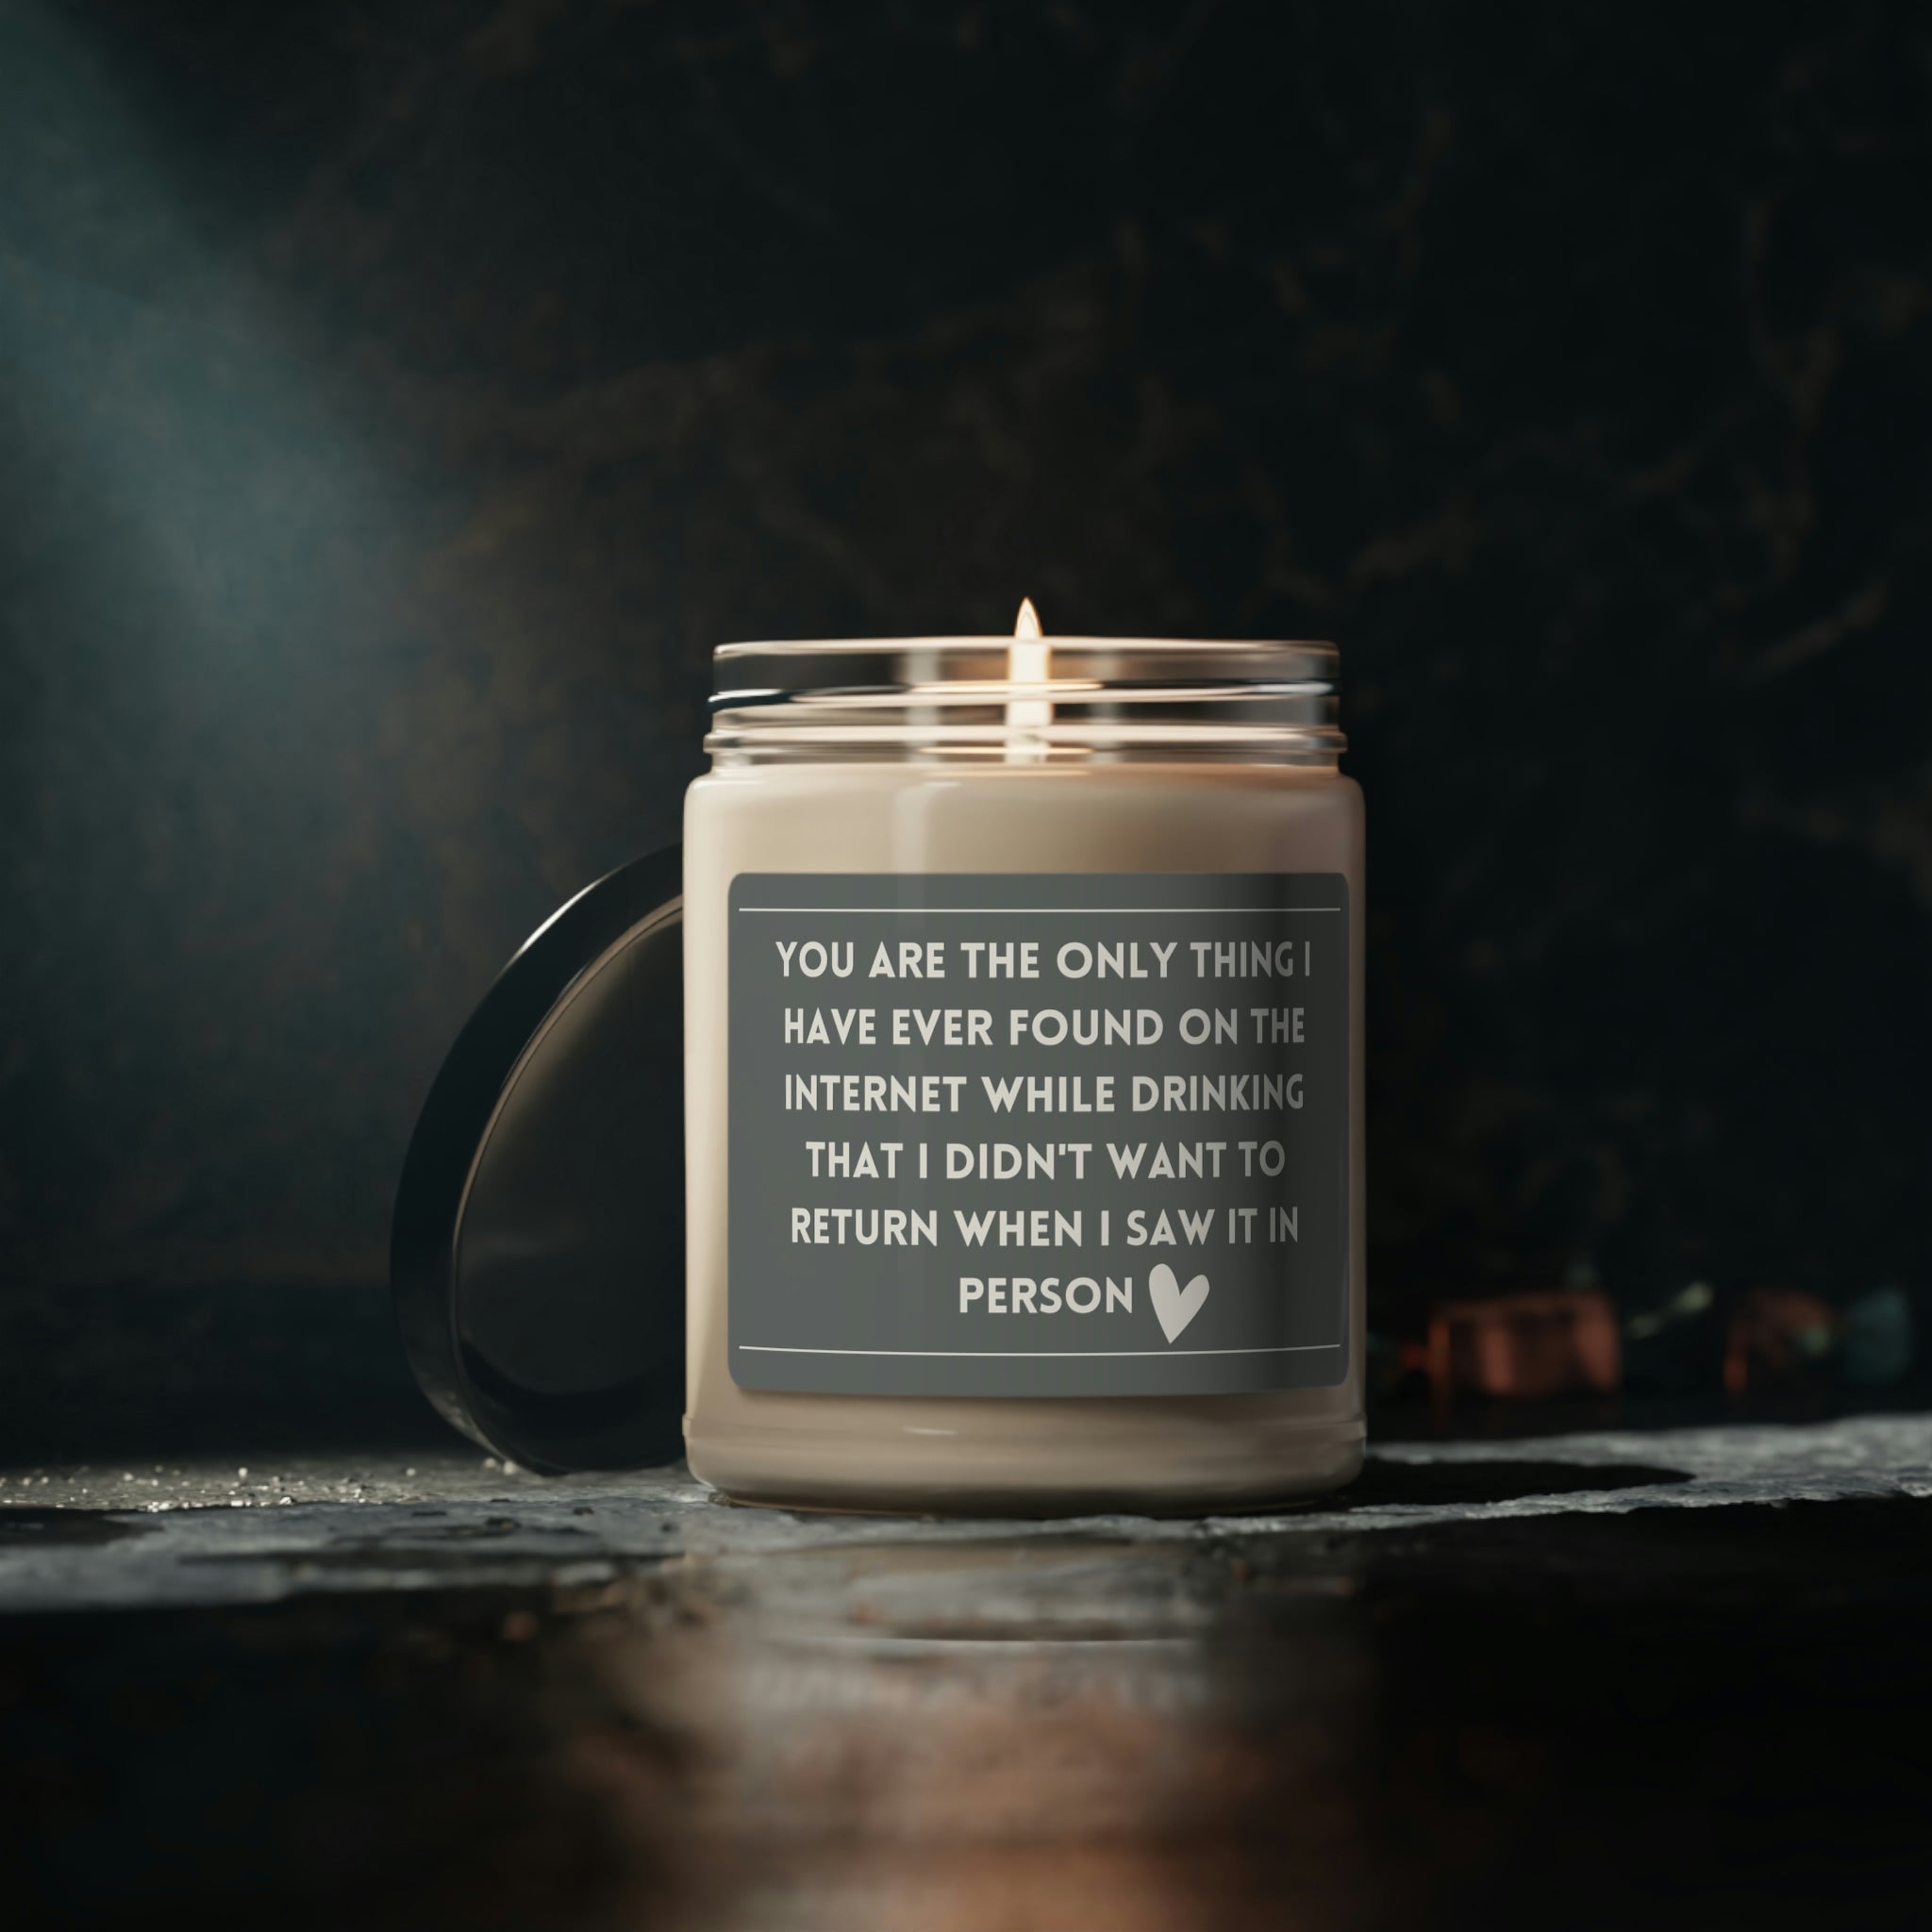 YOU ARE THE ONLY THING I
HAVE EVER FOUND ON THE
INTERNET WHILE DRINKING
THAT I DIDN'T WANT TO
RETURN WHEN I SAW IT IN
PERSON